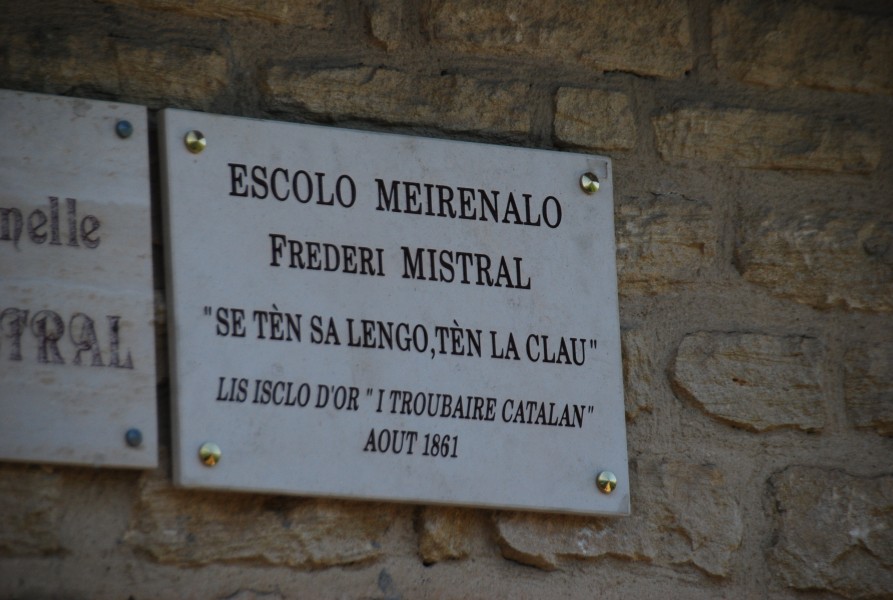 nelle
TRAL
ESCOLO MEIRENALO
FREDERI MISTRAL
"SE TÈN SA LENGO,TÈN LA CLAU"
LIS ISCLO D'OR " I TROUBAIRE CATALAN"
AOUT 1861